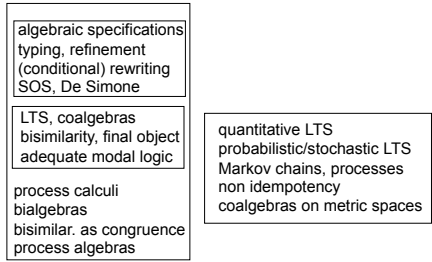 algebraic specifications
typing, refinement
(conditional) rewriting
SOS, De Simone
LTS, coalgebras
bisimilarity, final object
adequate modal logic
process calculi
bialgebras
bisimilar. as congruence
process algebras
quantitative LTS
probabilistic/stochastic LTS
Markov chains, processes
non idempotency
coalgebras on metric spaces